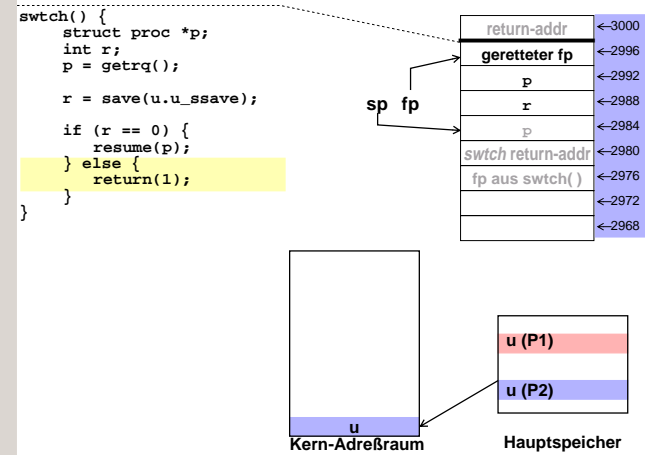 swtch() {
struct proc *p;
int r;
p = getrq();
r = save(u.u_ssave);
if (r == 0) {
resume(p);
} else {
return(1);
}
}
sp fp
return-addr
3000
geretteter fp
2996
p
2992
r
2988
p
2984
swtch return-addr
2980
fp aus swtch( )
2976
2972
2968
u
Kern-Adreßraum
u (P1)
u (P2)
Hauptspeicher